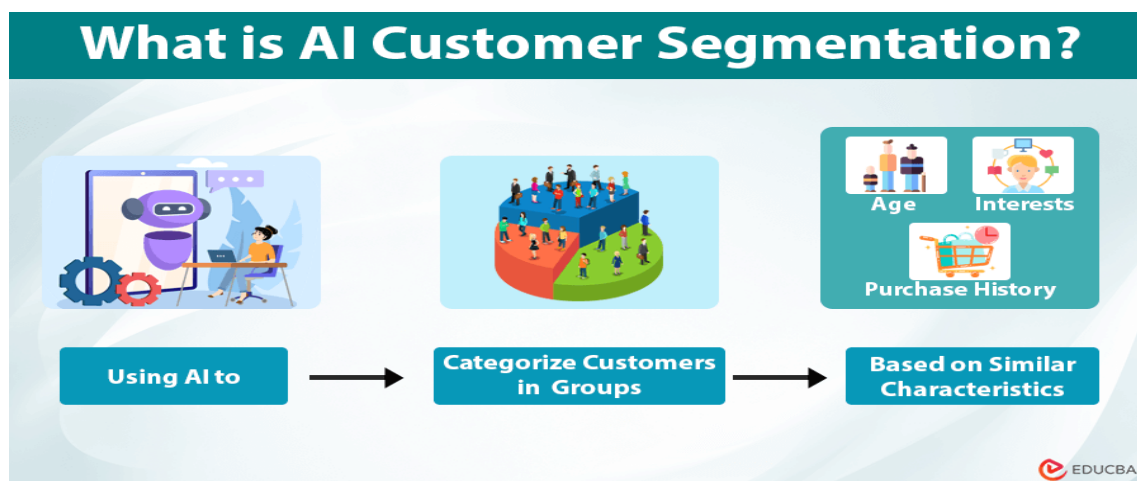 What is AI Customer Segmentation?
Age
Interests
Purchase History
Using AI to
Categorize Customers
in Groups
Based on Similar
Characteristics
EDUCBA